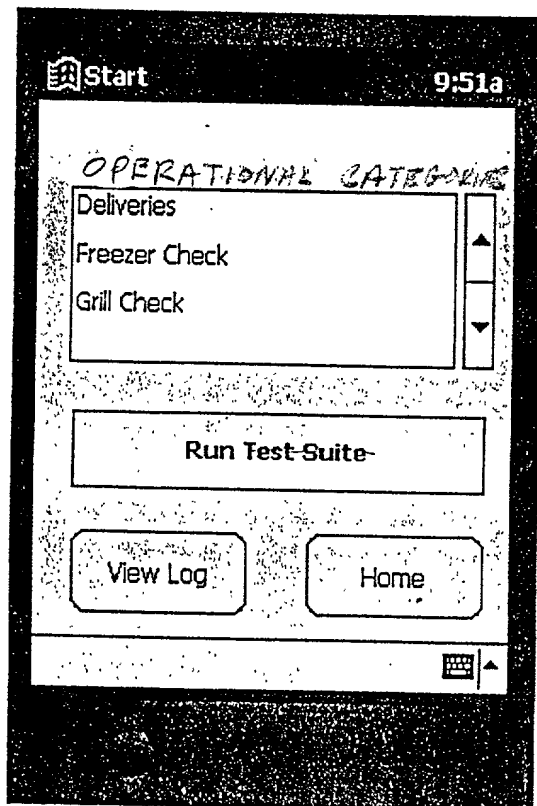 Start 9:51a
OPERATIONAL CATEGORIES
Deliveries
Freezer Check
Grill Check
Run Test Suite
View Log Home